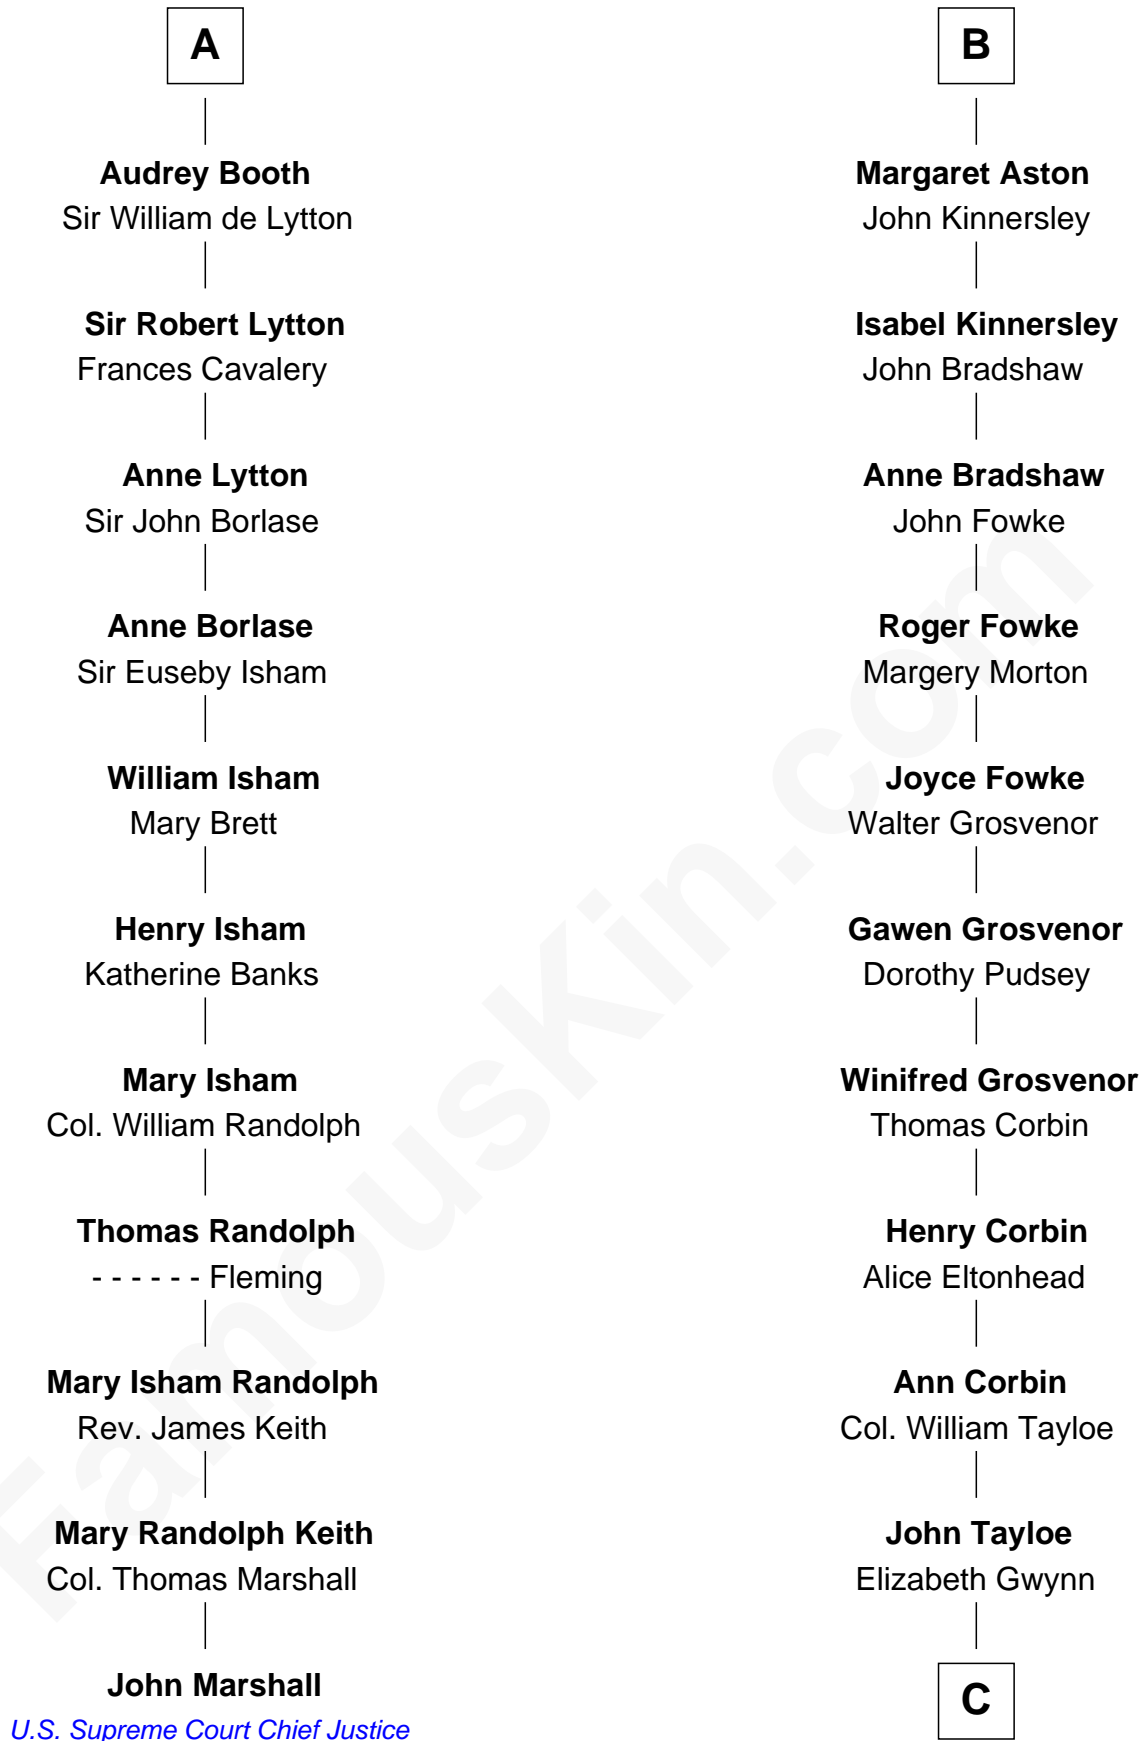 A
Audrey Booth
Sir William de Lytton
Sir Robert Lytton
Frances Cavalery
Anne Lytton
Sir John Borlase
Anne Borlase
Sir Euseby Isham
William Isham
Mary Brett
Henry Isham
Katherine Banks
Mary Isham
Col. William Randolph
Thomas Randolph
- - - - - - Fleming
Mary Isham Randolph
Rev. James Keith
Mary Randolph Keith
Col. Thomas Marshall
John Marshall
U.S. Supreme Court Chief Justice
B
Margaret Aston
John Kinnersley
Isabel Kinnersley
John Bradshaw
Anne Bradshaw
John Fowke
Roger Fowke
Margery Morton
Joyce Fowke
Walter Grosvenor
Gawen Grosvenor
Dorothy Pudsey
Winifred Grosvenor
Thomas Corbin
Henry Corbin
Alice Eltonhead
Ann Corbin
Col. William Tayloe
John Tayloe
Elizabeth Gwynn
C
FamousKin.com